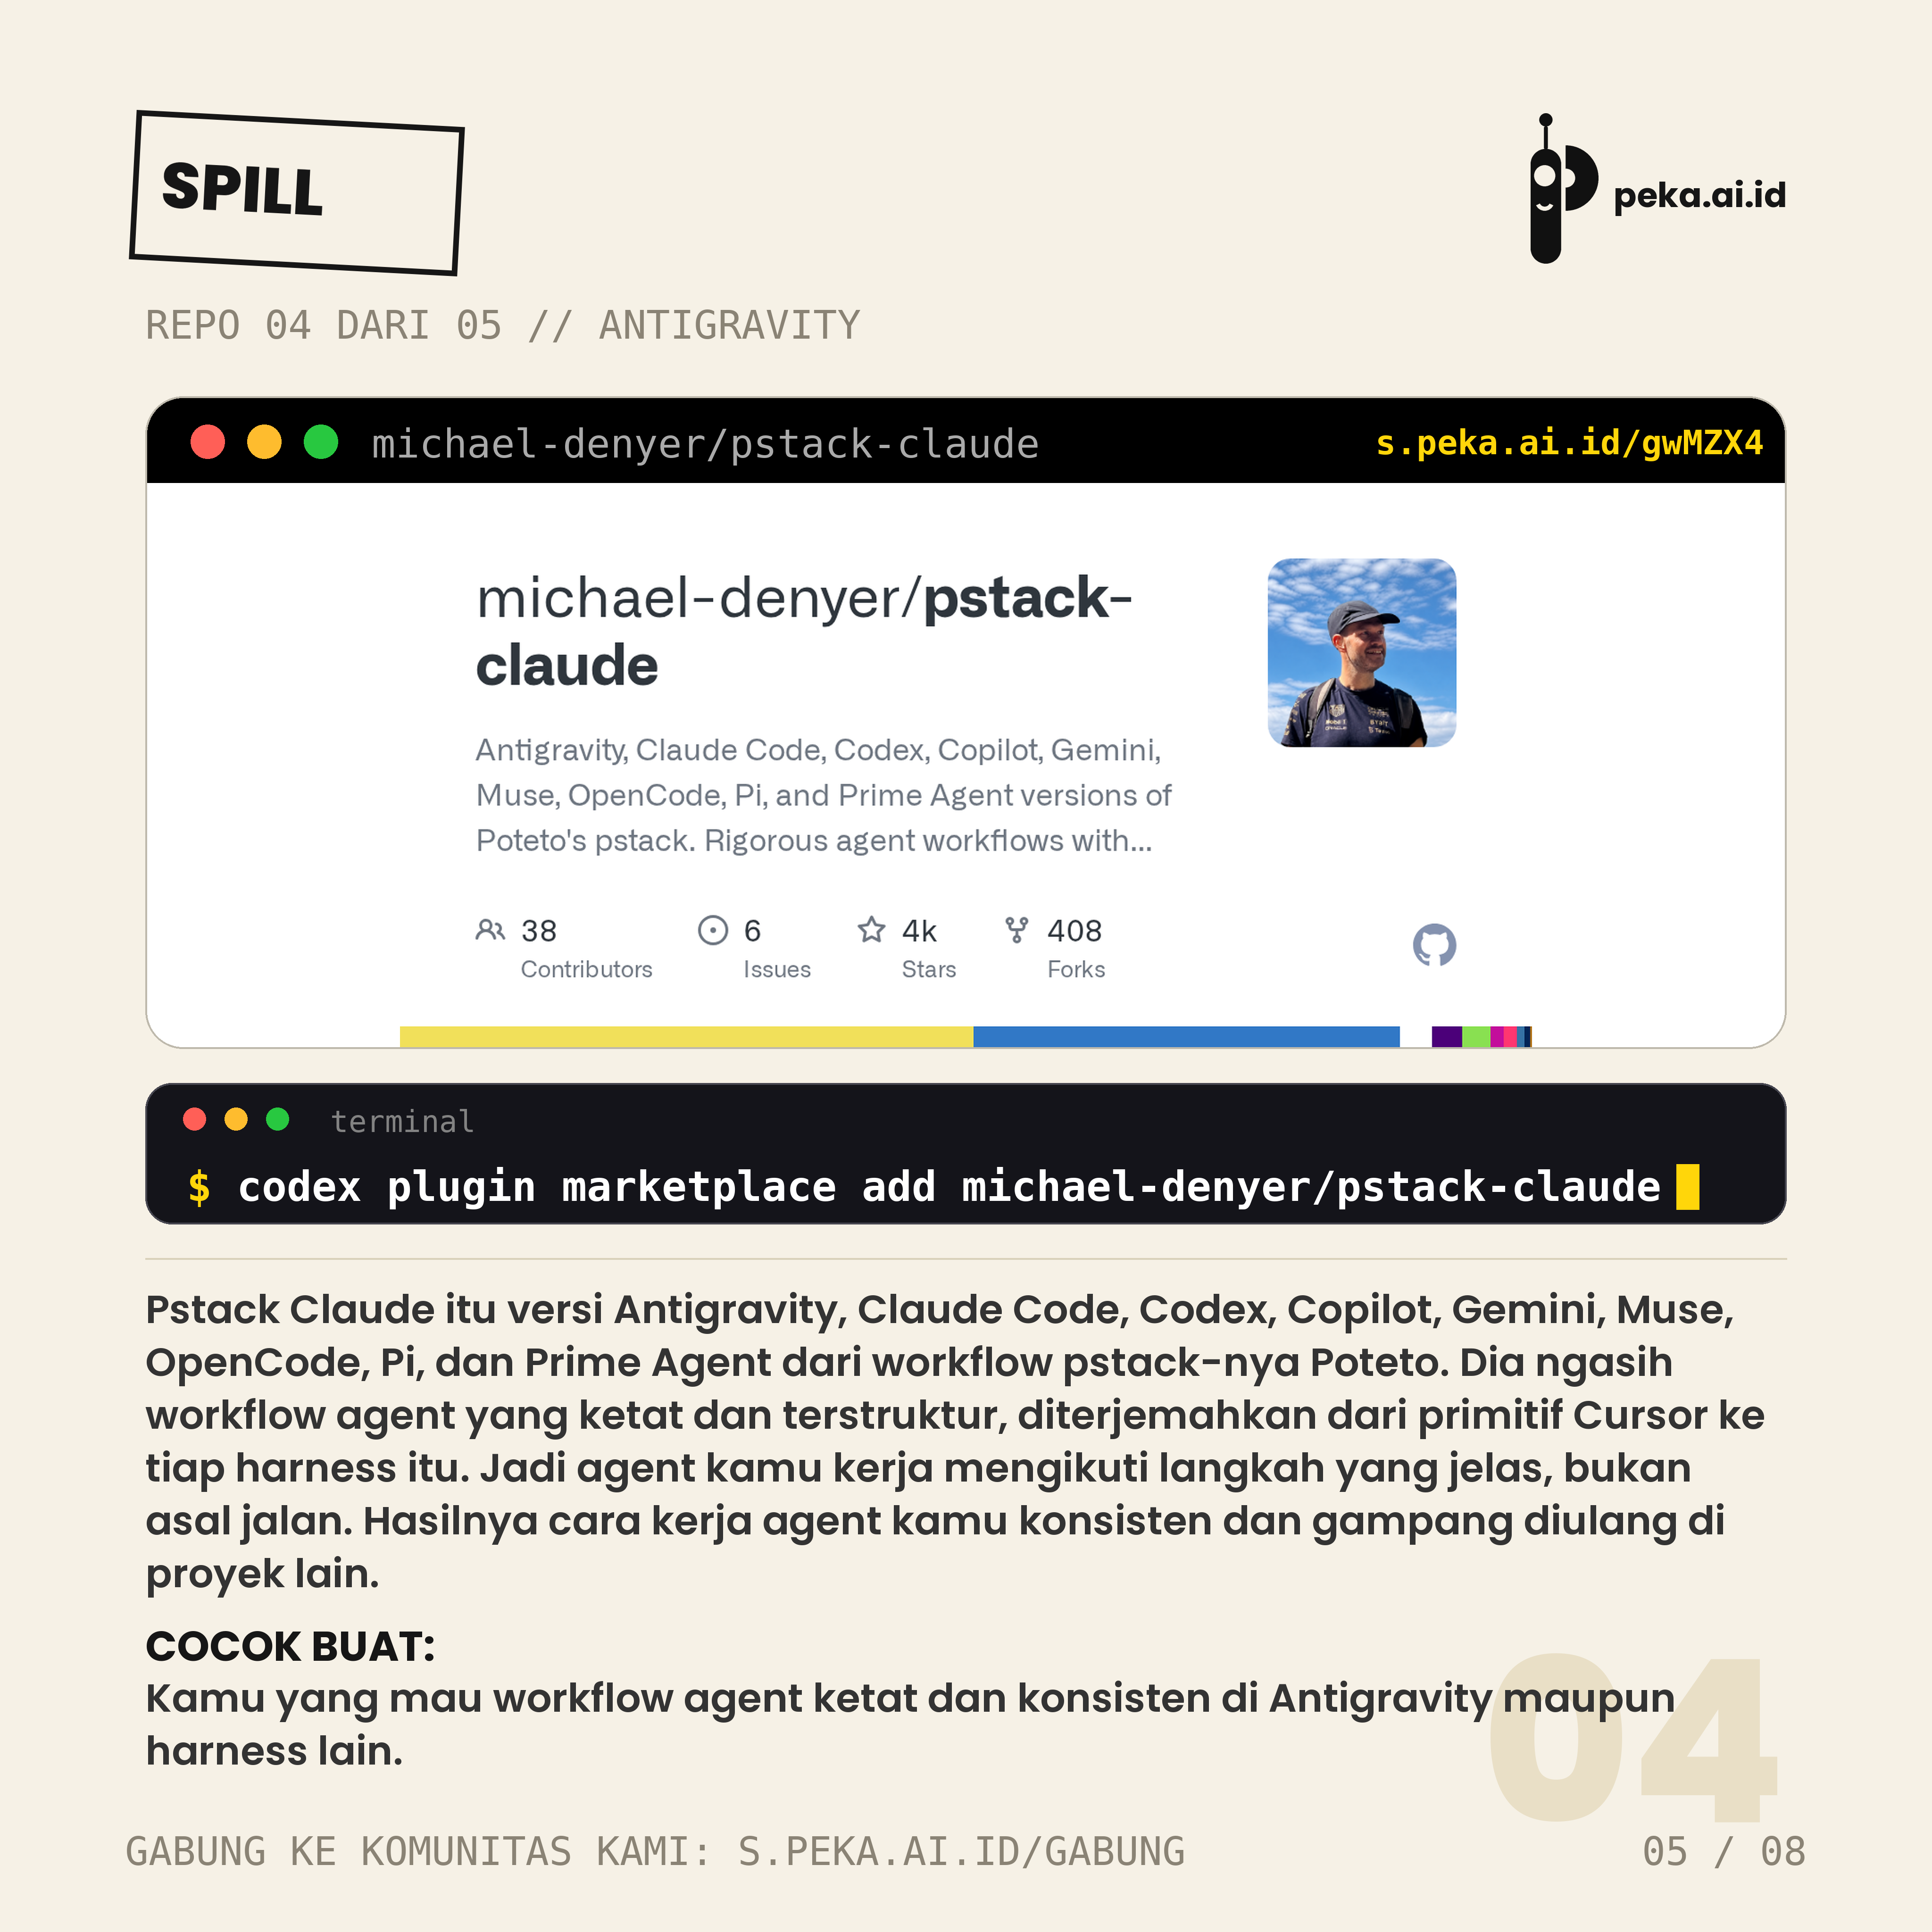 SPILL
peka.ai.id
REPO 04 DARI 05 // ANTIGRAVITY
michael-denyer/pstack-claude
s.peka.ai.id/gwMZX4
michael-denyer/pstack-
claude
Antigravity, Claude Code, Codex, Copilot, Gemini,
Muse, OpenCode, Pi, and Prime Agent versions of
Poteto's pstack. Rigorous agent workflows with...
38
Contributors
6
Issues
4k
Stars
408
Forks
terminal
$ codex plugin marketplace add michael-denyer/pstack-claude
Pstack Claude itu versi Antigravity, Claude Code, Codex, Copilot, Gemini, Muse,
OpenCode, Pi, dan Prime Agent dari workflow pstack-nya Poteto. Dia ngasih
workflow agent yang ketat dan terstruktur, diterjemahkan dari primitif Cursor ke
tiap harness itu. Jadi agent kamu kerja mengikuti langkah yang jelas, bukan
asal jalan. Hasilnya cara kerja agent kamu konsisten dan gampang diulang di
proyek lain.
COCOK BUAT:
Kamu yang mau workflow agent ketat dan konsisten di Antigravity maupun
harness lain.
04
GABUNG KE KOMUNITAS KAMI: S.PEKA.AI.ID/GABUNG
05 / 08